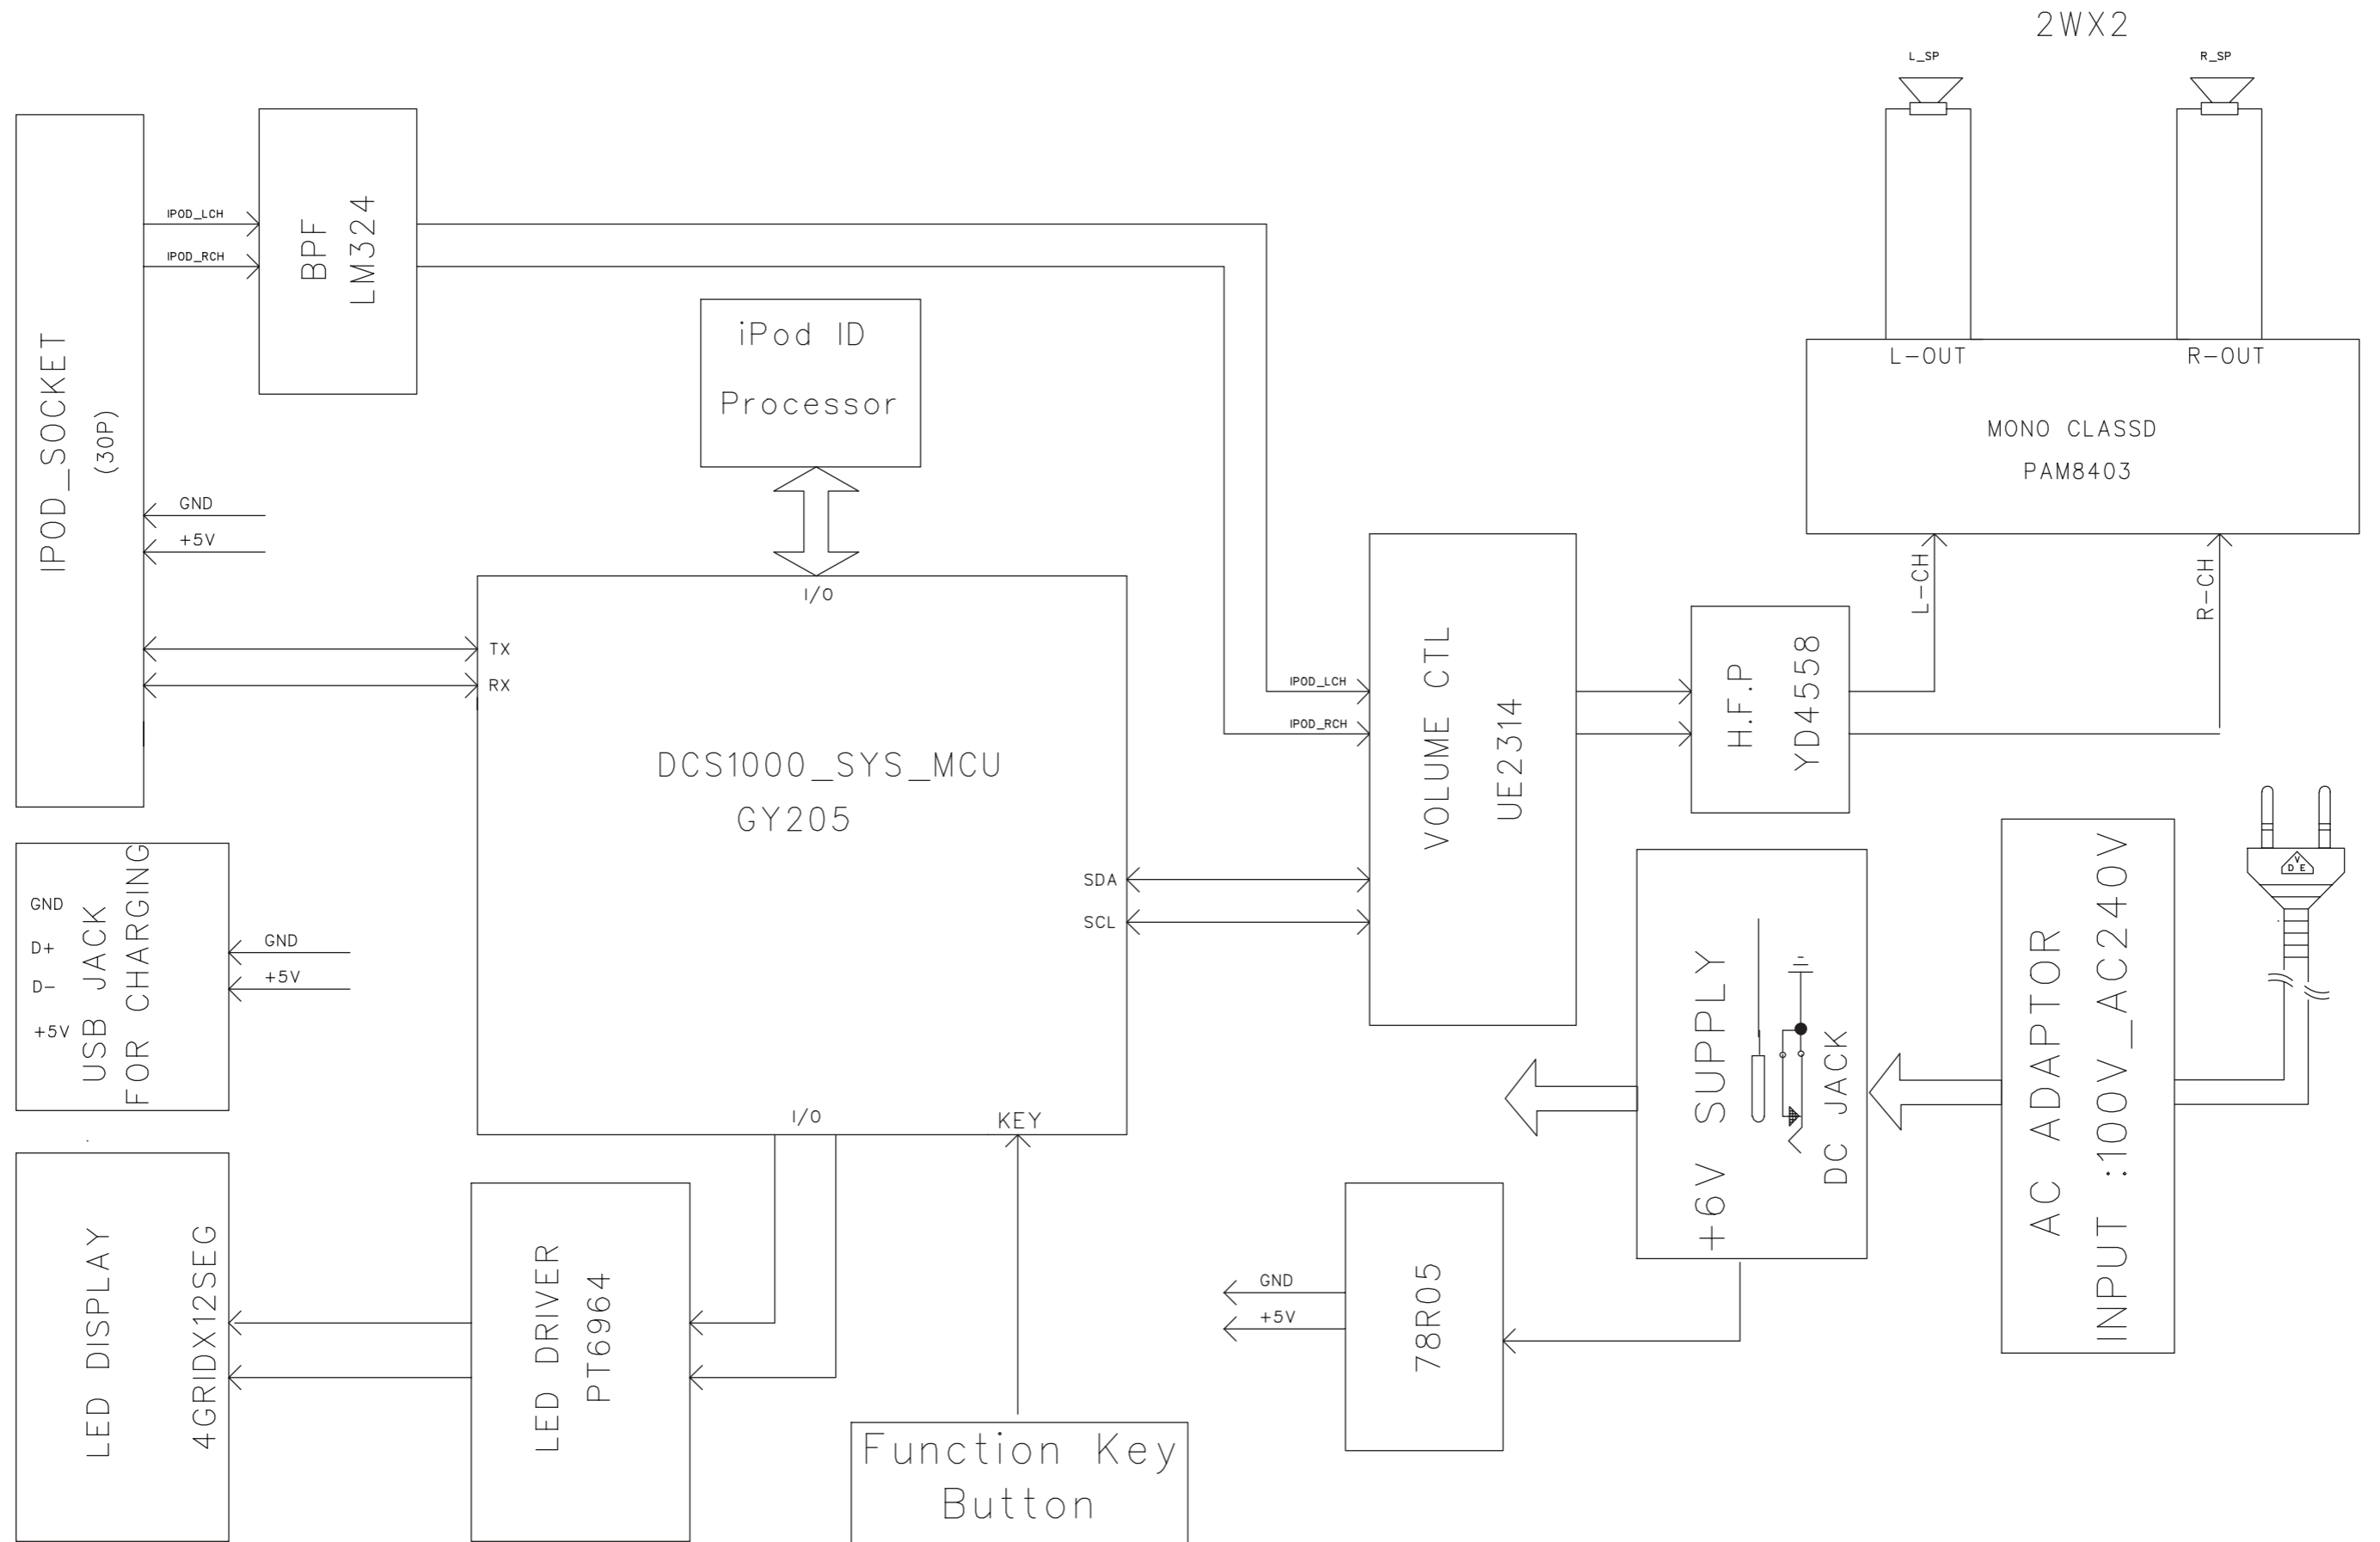 2WX2
L_SP
R_SP
IPOD_SOCKET
(30P)
IPOD_LCH
IPOD_RCH
BPF
LM324
GND
+5V
iPod ID
Processor
L-OUT
R-OUT
MONO CLASSD
PAM8403
L-CH
R-CH
I/O
TX
RX
DCS1000_SYS_MCU
GY205
SDA
SCL
I/O
KEY
IPOD_LCH
IPOD_RCH
VOLUME CTL
UE2314
H.F.P
YD4558
GND
D+
D-
+5V
USB JACK
FOR CHARGING
GND
+5V
+6V SUPPLY
DC JACK
AC ADAPTOR
INPUT :100V_AC240V
V
D E
LED DISPLAY
4GRIDX12SEG
LED DRIVER
PT6964
GND
+5V
78R05
Function Key
Button